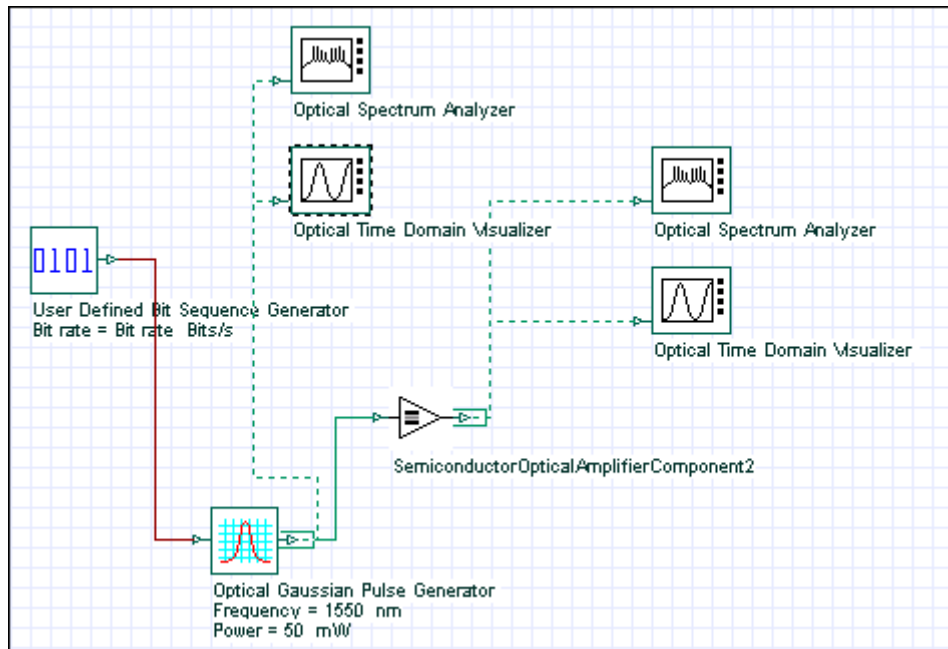 Optical Spectrum Analyzer
Optical Time Domain Visualizer
Optical Spectrum Analyzer
0101
User Defined Bit Sequence Generator
Bit rate = Bit rate Bits/s
Optical Time Domain Visualizer
SemiconductorOpticalAmplifierComponent2
Optical Gaussian Pulse Generator
Frequency = 1550 nm
Power = 50 mW